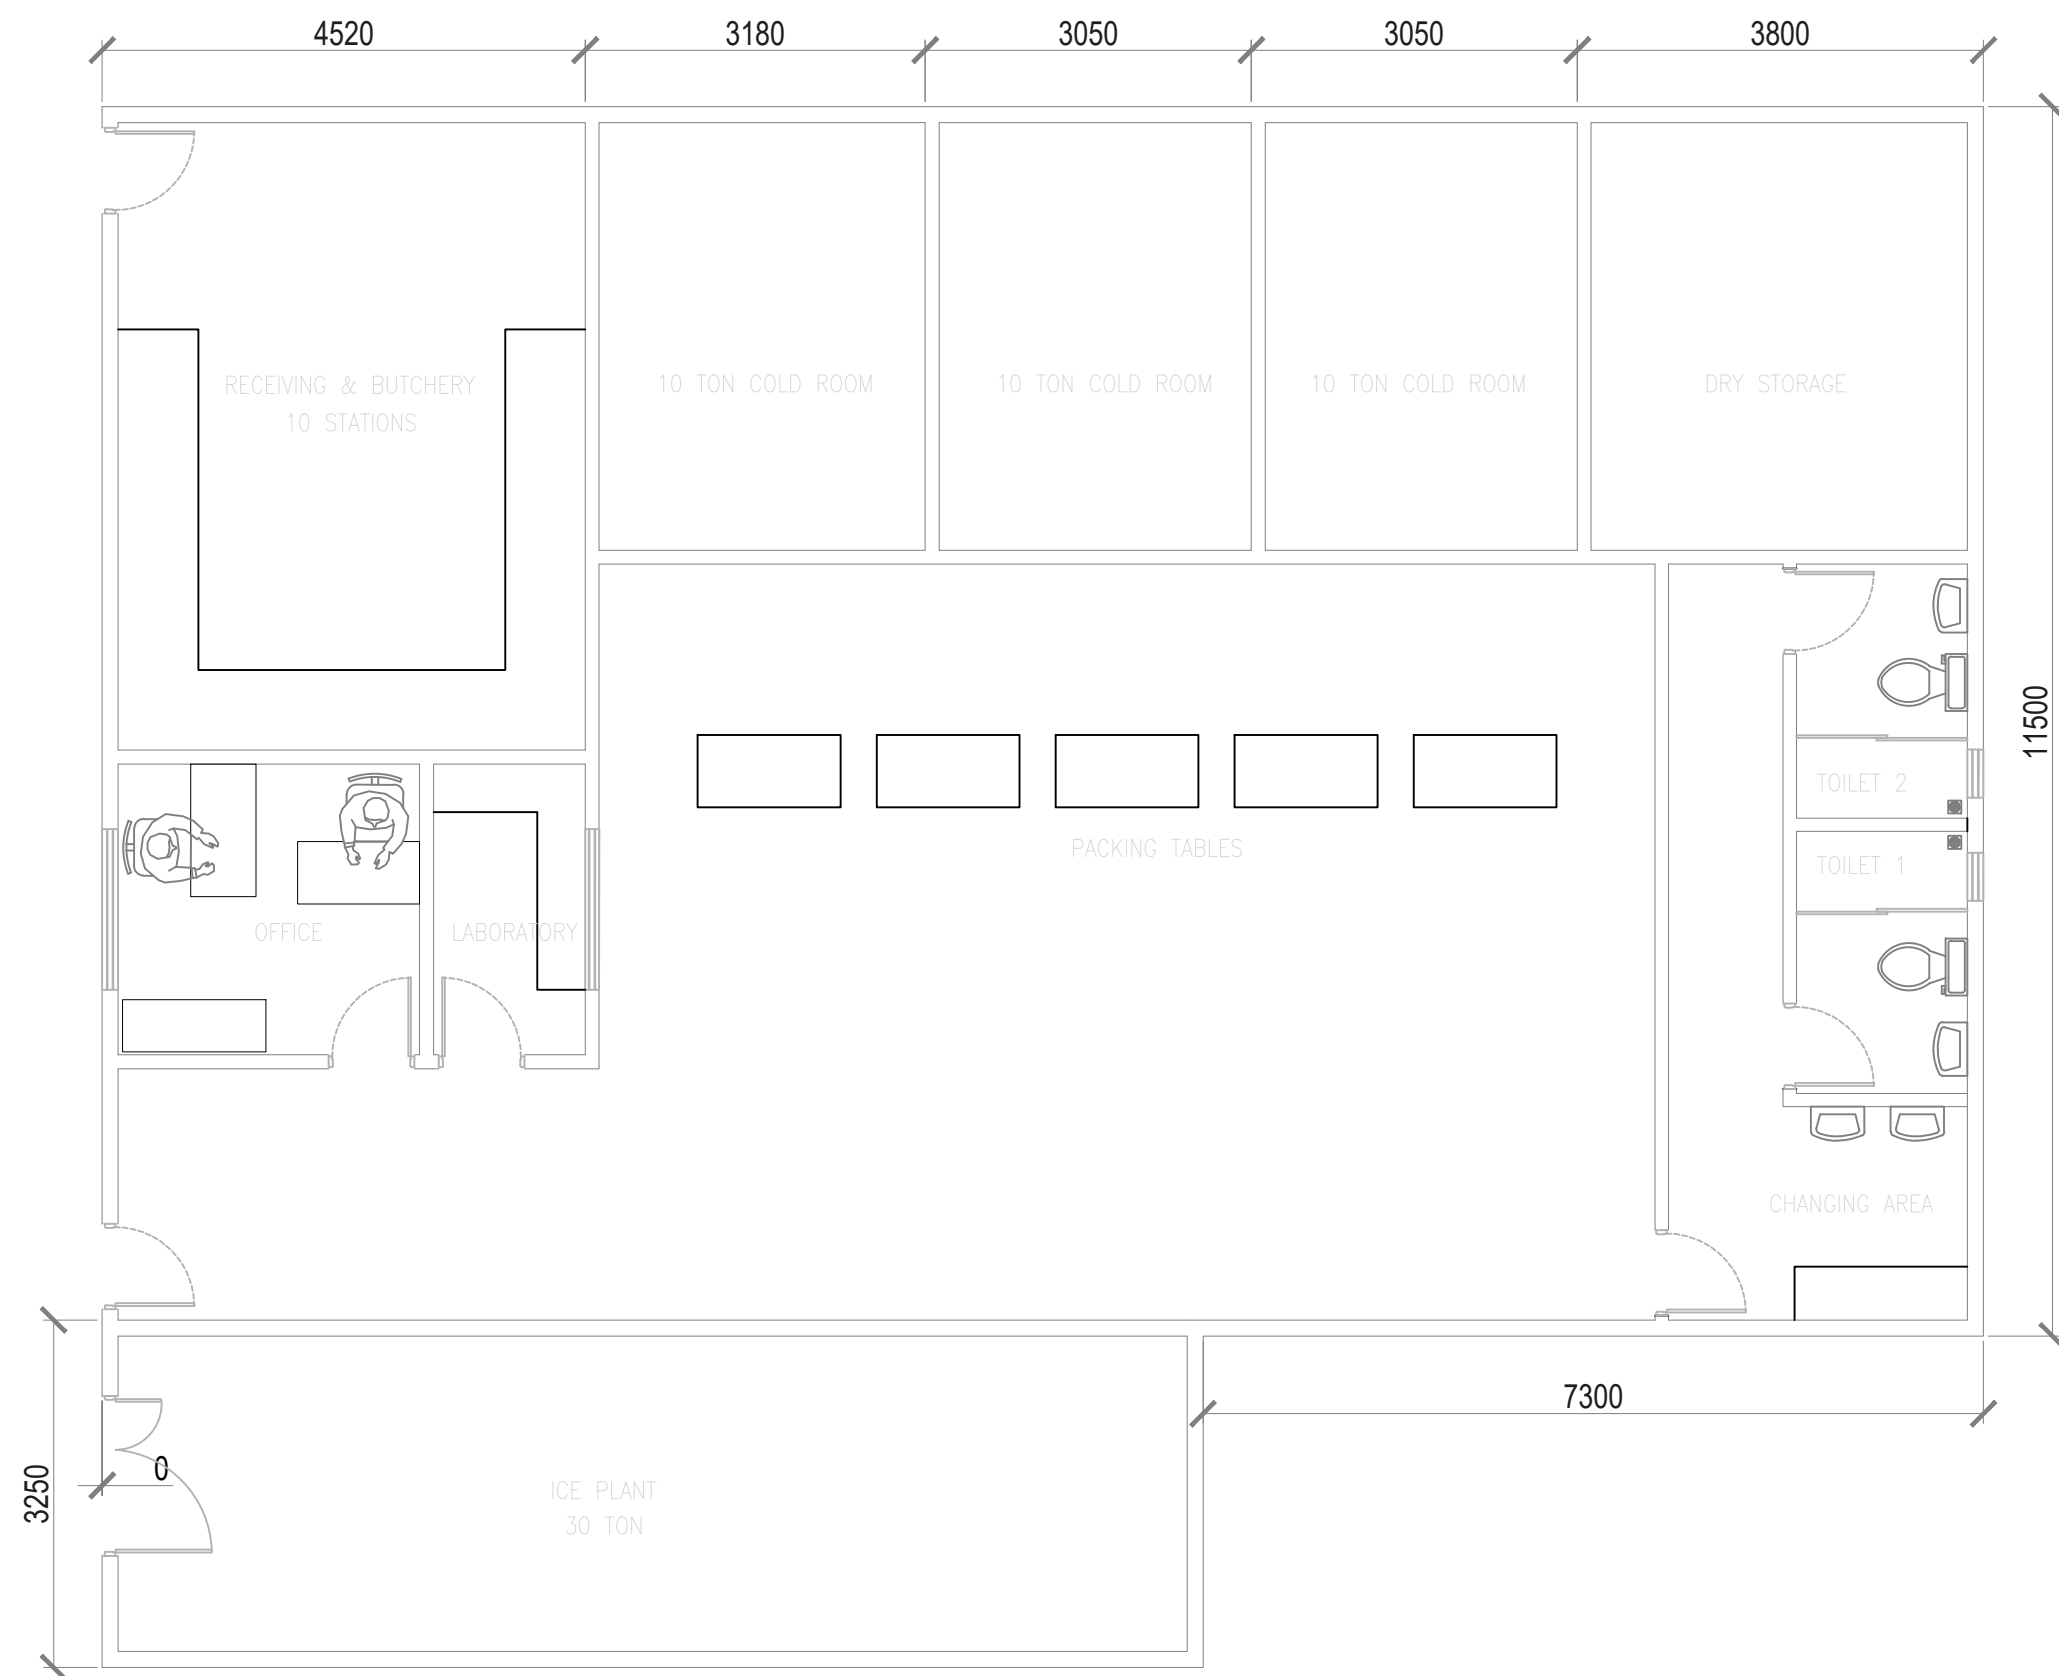 4520
3180
3050
3050
3800
RECEIVING & BUTCHERY
10 STATIONS
10 TON COLD ROOM
10 TON COLD ROOM
10 TON COLD ROOM
DRY STORAGE
11500
TOILET 2
PACKING TABLES
TOILET 1
OFFICE
LABORATORY
CHANGING AREA
7300
0
3250
ICE PLANT
30 TON